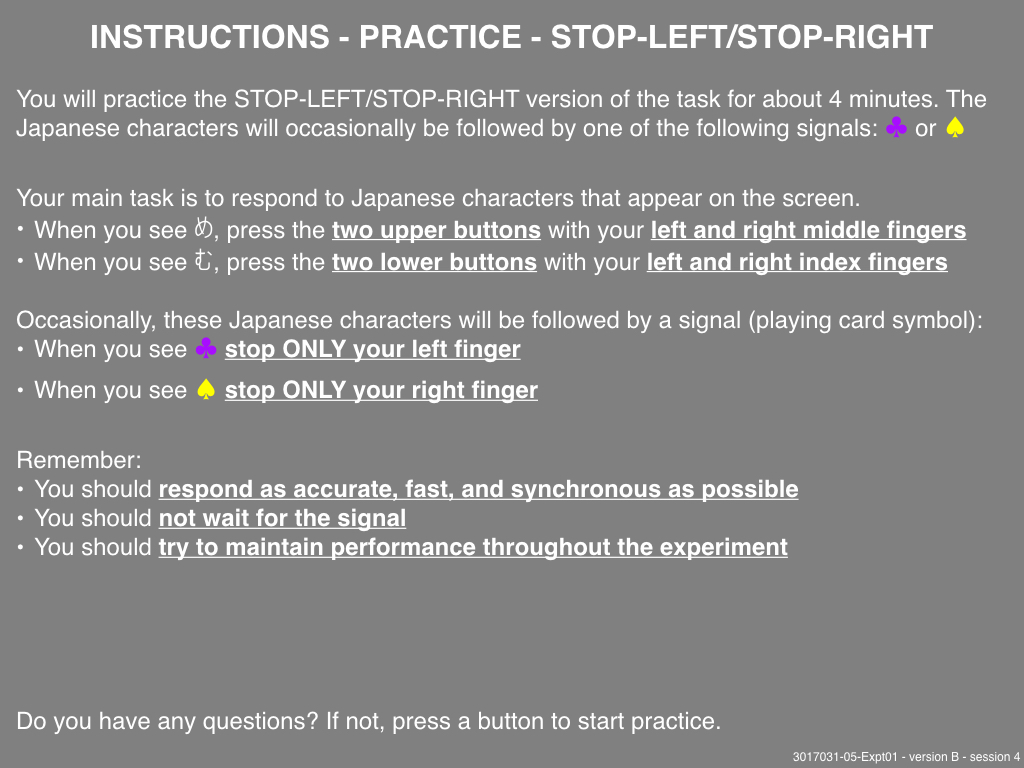 INSTRUCTIONS - PRACTICE - STOP-LEFT/STOP-RIGHT
You will practice the STOP-LEFT/STOP-RIGHT version of the task for about 4 minutes. The
Japanese characters will occasionally be followed by one of the following signals: ♣ or ♠
Your main task is to respond to Japanese characters that appear on the screen.
• When you see め, press the two upper buttons with your left and right middle fingers
• When you see む, press the two lower buttons with your left and right index fingers
Occasionally, these Japanese characters will be followed by a signal (playing card symbol):
• When you see ♣ stop ONLY your left finger
• When you see ♠ stop ONLY your right finger
Remember:
• You should respond as accurate, fast, and synchronous as possible
• You should not wait for the signal
• You should try to maintain performance throughout the experiment
Do you have any questions? If not, press a button to start practice.
3017031-05-Expt01 - version B - session 4